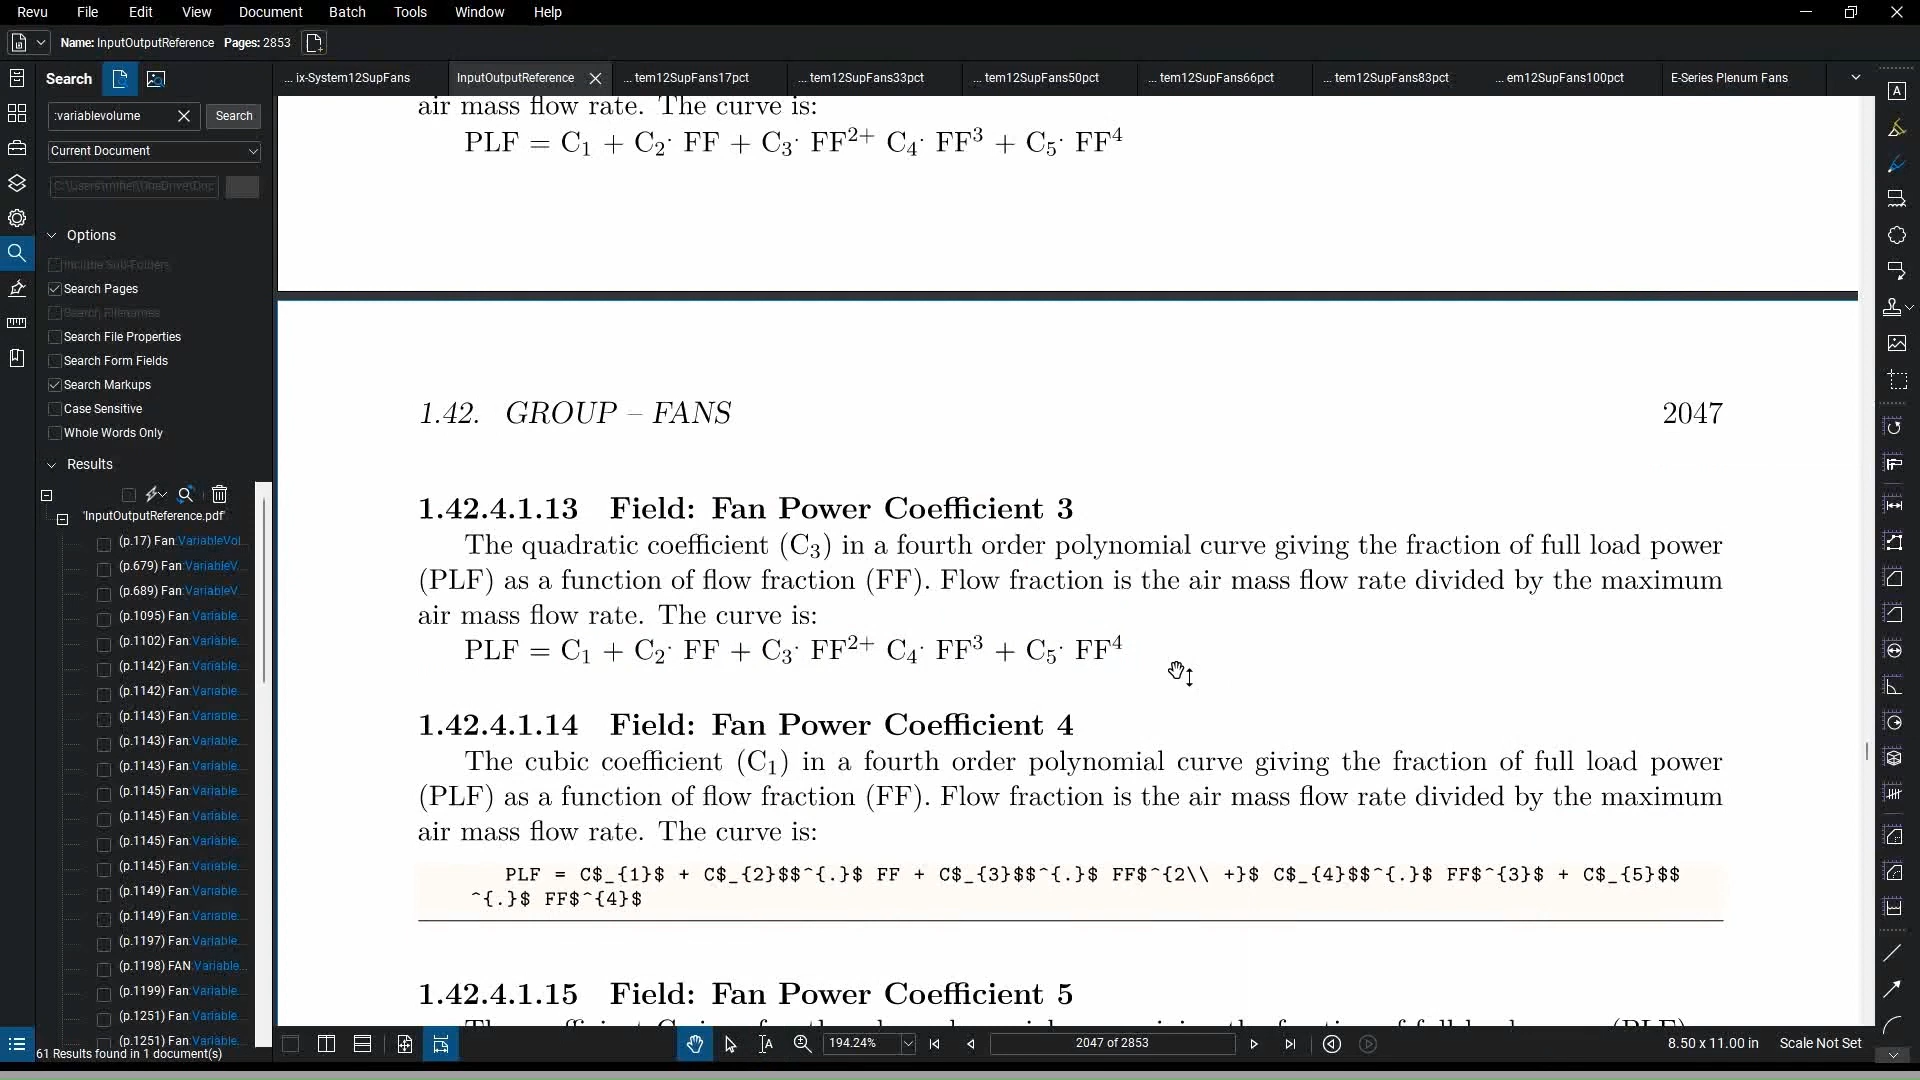 Revu File Edit View Document Batch Tools Window Help
Name: InputOutputReference Pages: 2853
Search
... ix-System12SupFans
InputOutputReference
... tem12SupFans17pct
... tem12SupFans33pct
... tem12SupFans50pct
... tem12SupFans66pct
... tem12SupFans83pct
... em12SupFans100pct
E-Series Plenum Fans
:variablevolume
Search
Current Document
Options
Include Sub-Folders
Search Pages
Search Filenames
Search File Properties
Search Form Fields
Search Markups
Case Sensitive
Whole Words Only
Results
'InputOutputReference.pdf'
(p.17) Fan:VariableVol...
(p.679) Fan:VariableV...
(p.689) Fan:VariableV...
(p.1095) Fan:Variable...
(p.1102) Fan:Variable...
(p.1142) Fan:Variable...
(p.1142) Fan:Variable...
(p.1143) Fan:Variable...
(p.1143) Fan:Variable...
(p.1143) Fan:Variable...
(p.1145) Fan:Variable...
(p.1145) Fan:Variable...
(p.1145) Fan:Variable...
(p.1145) Fan:Variable...
(p.1149) Fan:Variable...
(p.1149) Fan:Variable...
(p.1197) Fan:Variable...
(p.1198) FAN:Variable...
(p.1199) Fan:Variable...
(p.1251) Fan:Variable...
(p.1251) Fan:Variable...
61 Results found in 1 document(s)
air mass flow rate. The curve is:
PLF = C₁ + C₂· FF + C₃· FF²⁺ C₄· FF³ + C₅· FF⁴
1.42. GROUP – FANS 2047
1.42.4.1.13 Field: Fan Power Coefficient 3
The quadratic coefficient (C₃) in a fourth order polynomial curve giving the fraction of full load power
(PLF) as a function of flow fraction (FF). Flow fraction is the air mass flow rate divided by the maximum
air mass flow rate. The curve is:
PLF = C₁ + C₂· FF + C₃· FF²⁺ C₄· FF³ + C₅· FF⁴
1.42.4.1.14 Field: Fan Power Coefficient 4
The cubic coefficient (C₁) in a fourth order polynomial curve giving the fraction of full load power
(PLF) as a function of flow fraction (FF). Flow fraction is the air mass flow rate divided by the maximum
air mass flow rate. The curve is:
PLF = C$_{1}$ + C$_{2}$$^{.}$ FF + C$_{3}$$^{.}$ FF$^{2\\ +}$ C$_{4}$$^{.}$ FF$^{3}$ + C$_{5}$$
^{.}$ FF$^{4}$
1.42.4.1.15 Field: Fan Power Coefficient 5
194.24%
2047 of 2853
8.50 x 11.00 in Scale Not Set